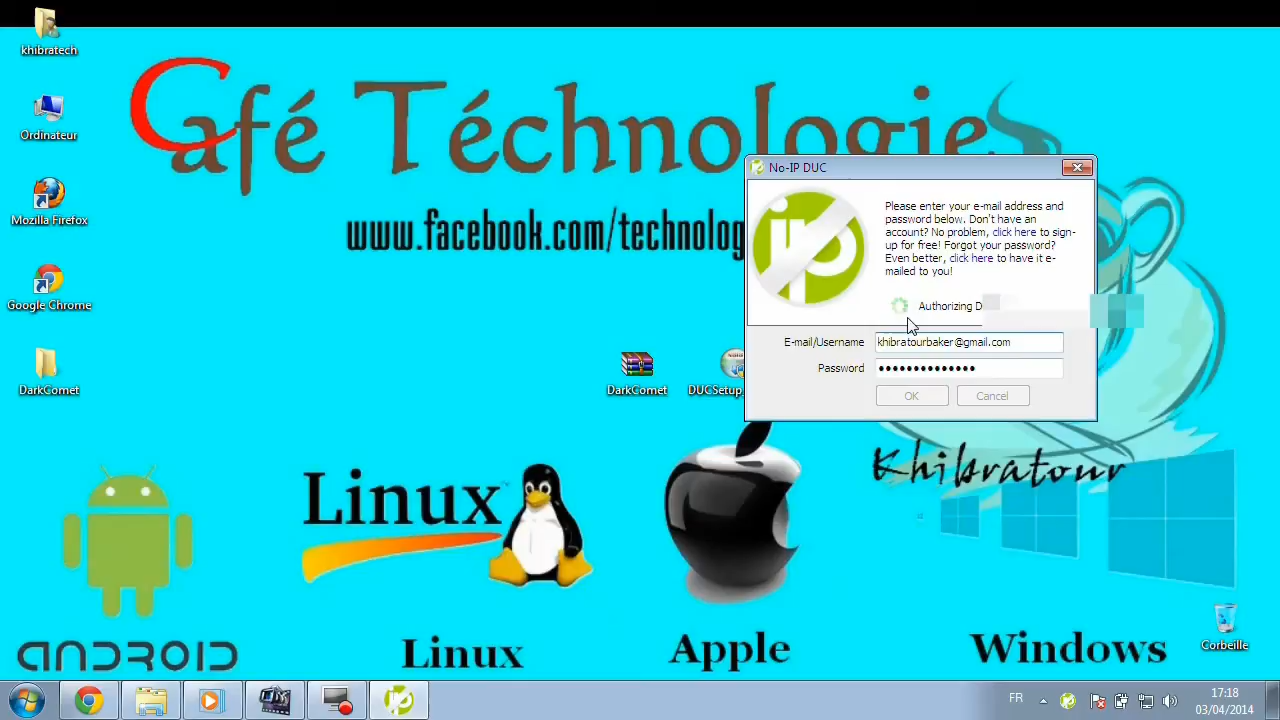 khibratech
Ordinateur
Mozilla Firefox
Google Chrome
DarkComet
Café Téchnologies
www.facebook.com/technolog
No-IP DUC
ip
Please enter your e-mail address and
password below. Don't have an
account? No problem, click here to sign-
up for free! Forgot your password?
Even better, click here to have it e-
mailed to you!
Authorizing D
E-mail/Username
khibratourbaker@gmail.com
Password
OK
Cancel
DarkComet
DUCSetup
Khibratour
Linux
ANDROID
Linux
Apple
Windows
Corbeille
FR
17:18
03/04/2014